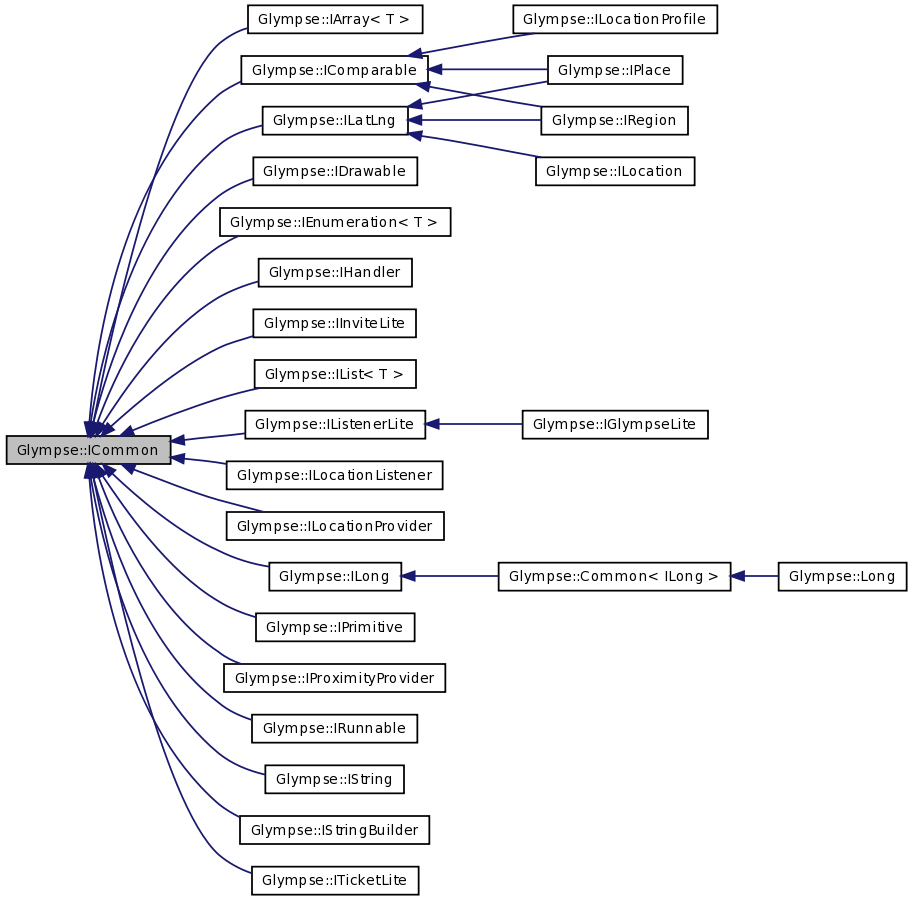 Glympse::IArray< T >
Glympse::ILocationProfile
Glympse::IComparable
Glympse::IPlace
Glympse::ILatLng
Glympse::IRegion
Glympse::IDrawable
Glympse::ILocation
Glympse::IEnumeration< T >
Glympse::IHandler
Glympse::IInviteLite
Glympse::IList< T >
Glympse::IListenerLite
Glympse::IGlympseLite
Glympse::ICommon
Glympse::ILocationListener
Glympse::ILocationProvider
Glympse::ILong
Glympse::Common< ILong >
Glympse::Long
Glympse::IPrimitive
Glympse::IProximityProvider
Glympse::IRunnable
Glympse::IString
Glympse::IStringBuilder
Glympse::ITicketLite